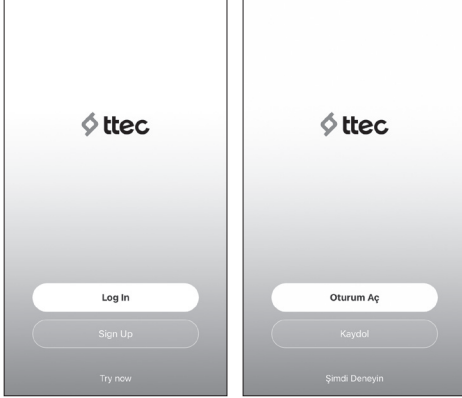 ttec
Log In
Sign Up
Try now
ttec
Oturum Aç
Kaydol
Şimdi Deneyin